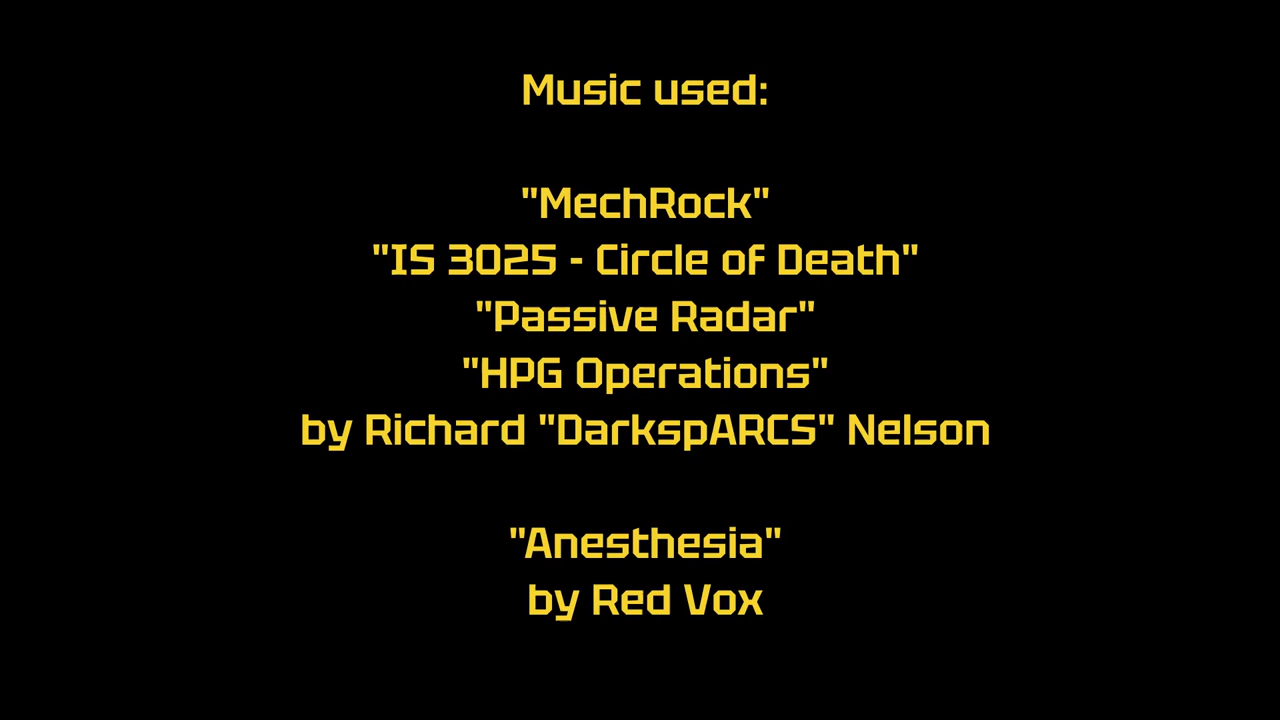 Music used:
"MechRock"
"IS 3025 - Circle of Death"
"Passive Radar"
"HPG Operations"
by Richard "DarkspARCS" Nelson
"Anesthesia"
by Red Vox